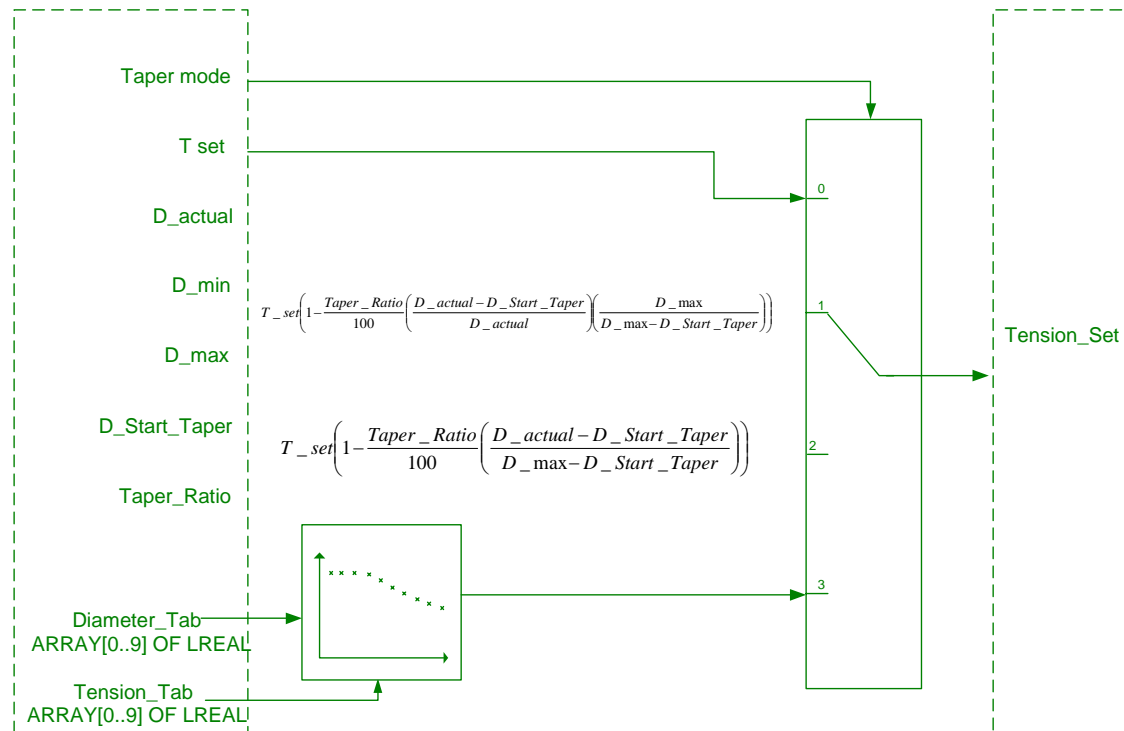 Taper mode
T set
0
D_actual
D_min
T _ set(1 − Taper _ Ratio / 100 (D _ actual − D _ Start _ Taper / D _ actual)(D _ max / D _ max − D _ Start _ Taper))
1
Tension_Set
D_max
D_Start_Taper
T _ set(1 − Taper _ Ratio / 100 (D _ actual − D _ Start _ Taper / D _ max − D _ Start _ Taper))
2
Taper_Ratio
3
Diameter_Tab
ARRAY[0..9] OF LREAL
Tension_Tab
ARRAY[0..9] OF LREAL